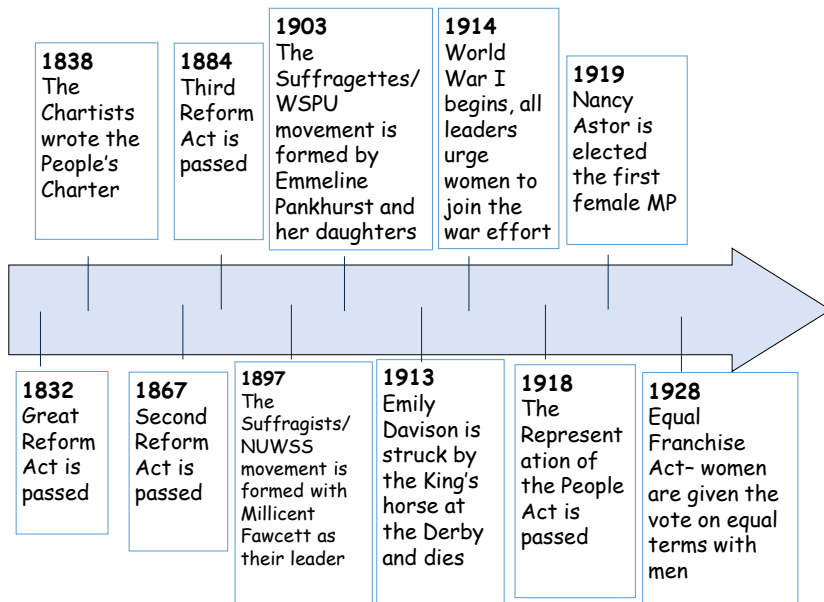 1838
The
Chartists
wrote the
People's
Charter
1884
Third
Reform
Act is
passed
1903
The
Suffragettes/
WSPU
movement is
formed by
Emmeline
Pankhurst and
her daughters
1914
World
War I
begins, all
leaders
urge
women to
join the
war effort
1919
Nancy
Astor is
elected
the first
female MP
1832
Great
Reform
Act is
passed
1867
Second
Reform
Act is
passed
1897
The
Suffragists/
NUWSS
movement is
formed with
Millicent
Fawcett as
their leader
1913
Emily
Davison is
struck by
the King's
horse at
the Derby
and dies
1918
The
Represent
ation of
the People
Act is
passed
1928
Equal
Franchise
Act– women
are given the
vote on equal
terms with
men